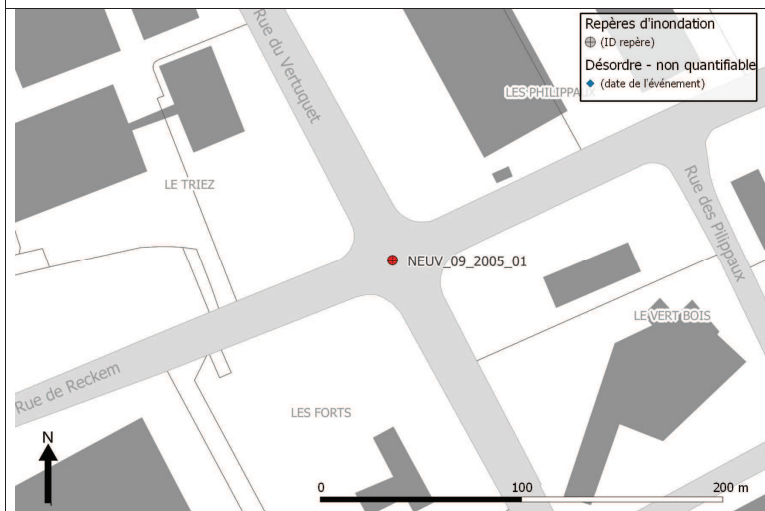 Repères d'inondation
(ID repère)
Désordre - non quantifiable
(date de l'événement)
Rue du Vertuquet
LES PHILIPPAUX
LE TRIEZ
Rue des Pilippaux
NEUV_09_2005_01
LE VERT BOIS
Rue de Reckem
LES FORTS
N
0 100 200 m